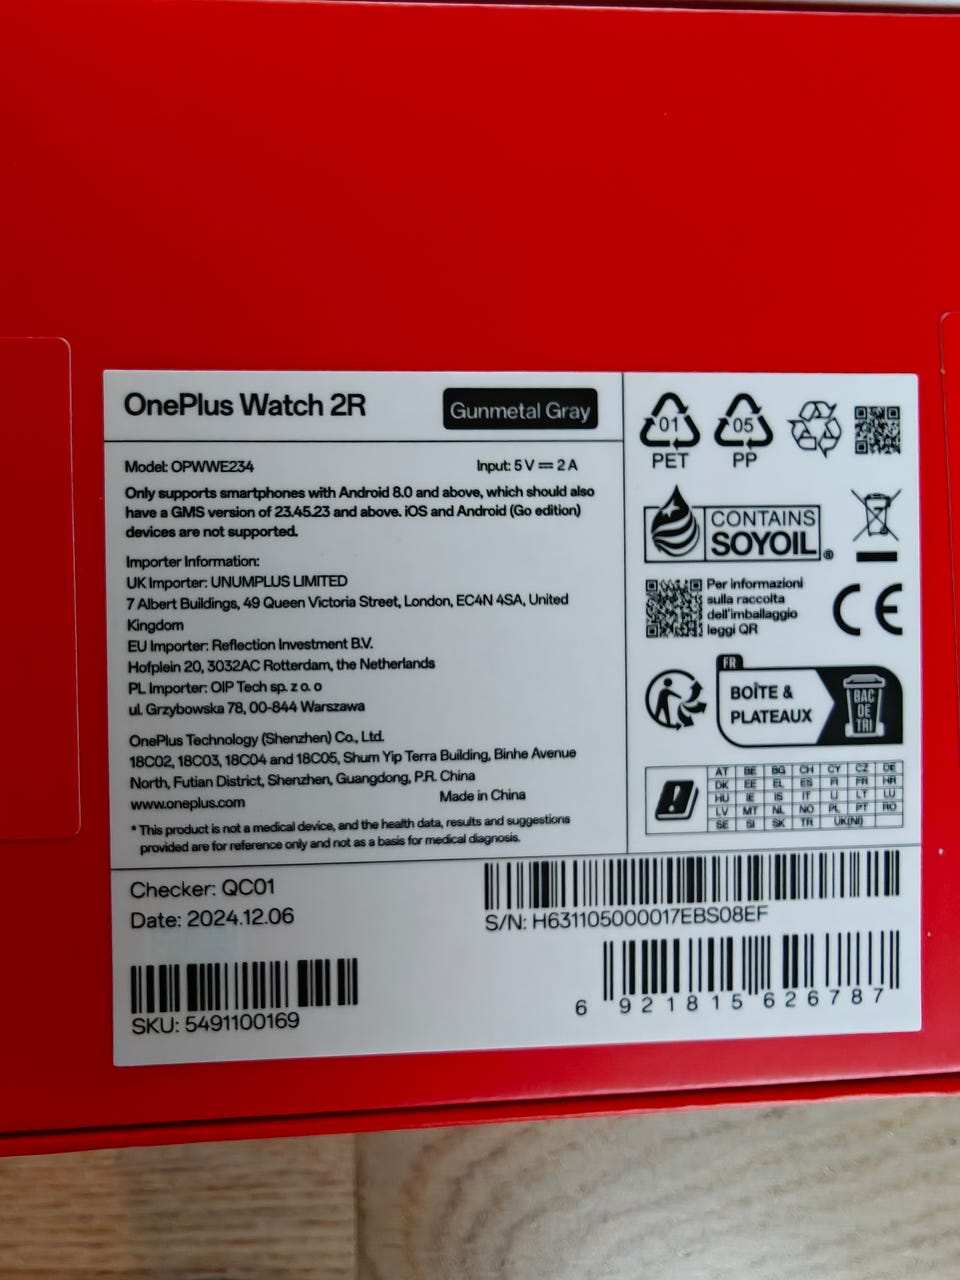 OnePlus Watch 2R
Gunmetal Gray
Model: OPWWE234
Input: 5 V ⎓ 2 A
Only supports smartphones with Android 8.0 and above, which should also
have a GMS version of 23.45.23 and above. iOS and Android (Go edition)
devices are not supported.
Importer Information:
UK Importer: UNUMPLUS LIMITED
7 Albert Buildings, 49 Queen Victoria Street, London, EC4N 4SA, United
Kingdom
EU Importer: Reflection Investment B.V.
Hofplein 20, 3032AC Rotterdam, the Netherlands
PL Importer: OIP Tech sp. z o. o
ul. Grzybowska 78, 00-844 Warszawa
OnePlus Technology (Shenzhen) Co., Ltd.
18C02, 18C03, 18C04 and 18C05, Shum Yip Terra Building, Binhe Avenue
North, Futian District, Shenzhen, Guangdong, P.R. China
www.oneplus.com
Made in China
* This product is not a medical device, and the health data, results and suggestions
provided are for reference only and not as a basis for medical diagnosis.
01
PET
05
PP
CONTAINS
SOYOIL®
Per informazioni
sulla raccolta
dell'imballaggio
leggi QR
CE
FR
BOÎTE &
PLATEAUX
BAC
DE
TRI
AT BE BG CH CY CZ DE
DK EE EL ES FI FR HR
HU IE IS IT LI LT LU
LV MT NL NO PL PT RO
SE SI SK TR UK(NI)
Checker: QC01
Date: 2024.12.06
S/N: H631105000017EBS08EF
SKU: 5491100169
6 921815 626787